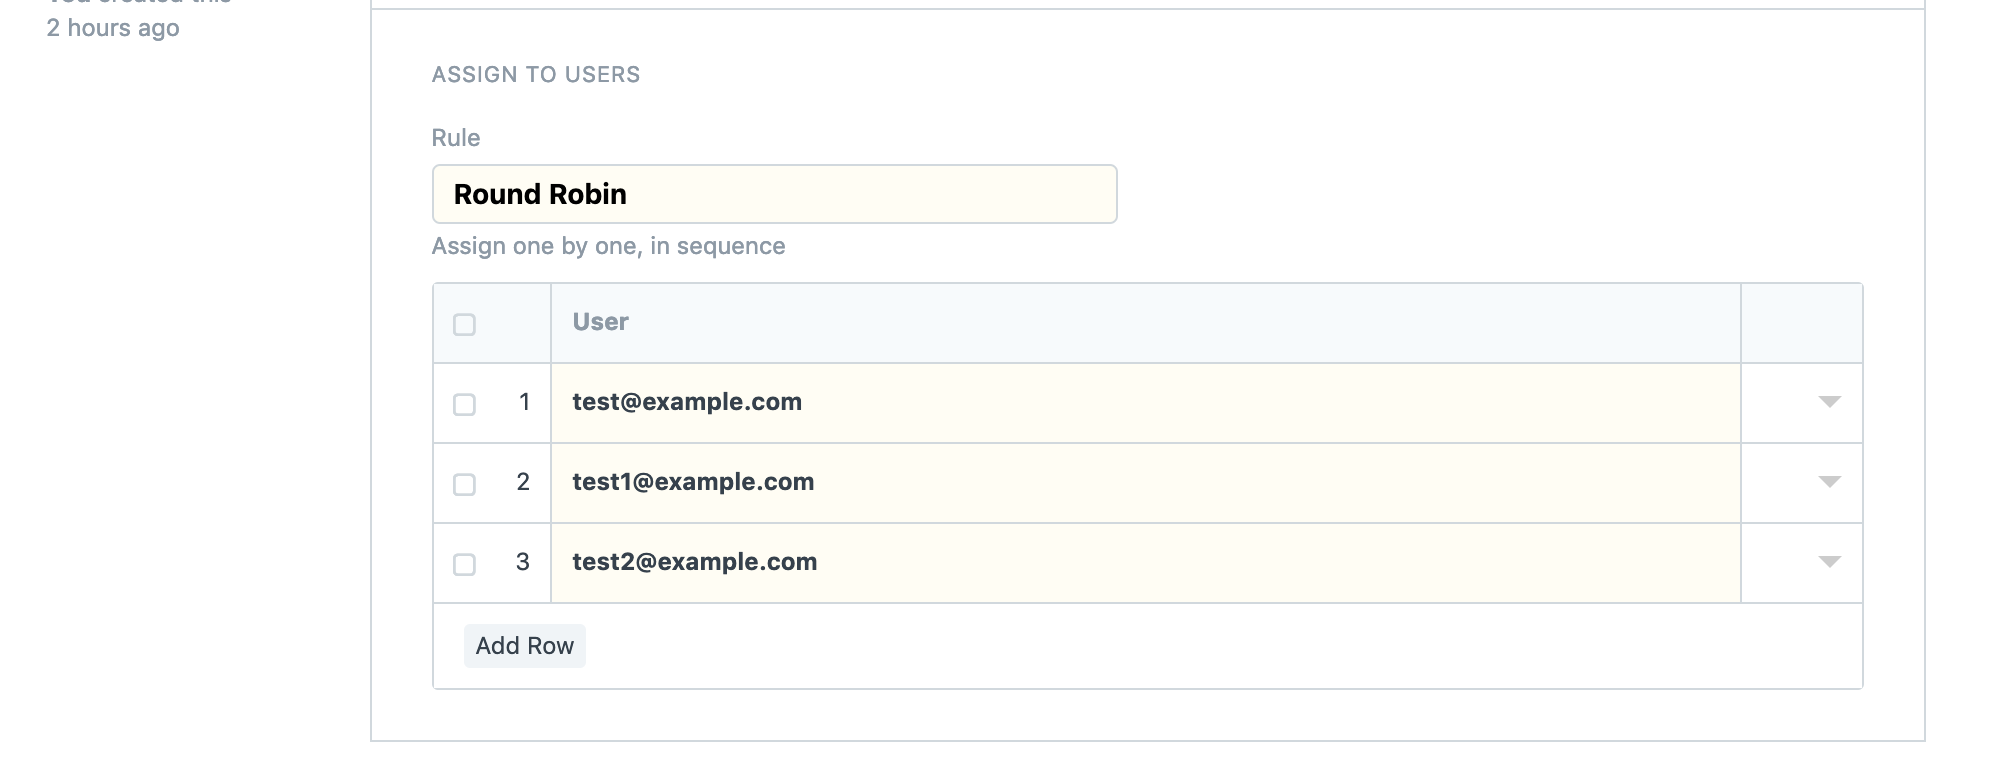 2 hours ago
ASSIGN TO USERS
Rule
Round Robin
Assign one by one, in sequence
User
1 test@example.com
2 test1@example.com
3 test2@example.com
Add Row